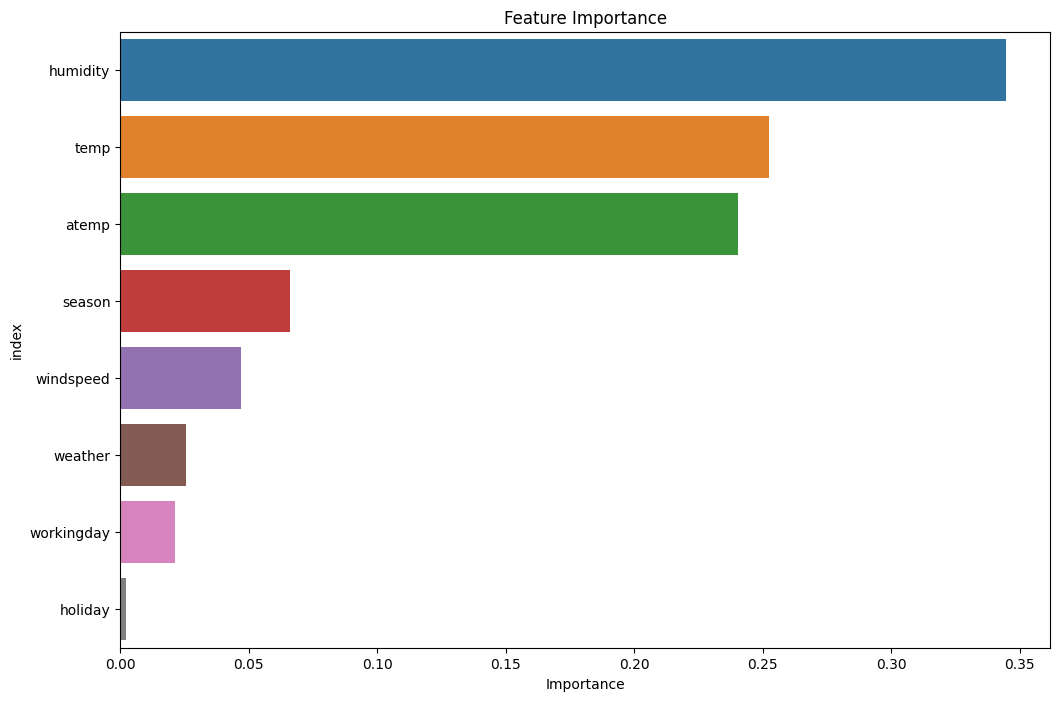 Feature Importance
humidity
temp
atemp
season
windspeed
weather
workingday
holiday
index
0.00 0.05 0.10 0.15 0.20 0.25 0.30 0.35
Importance